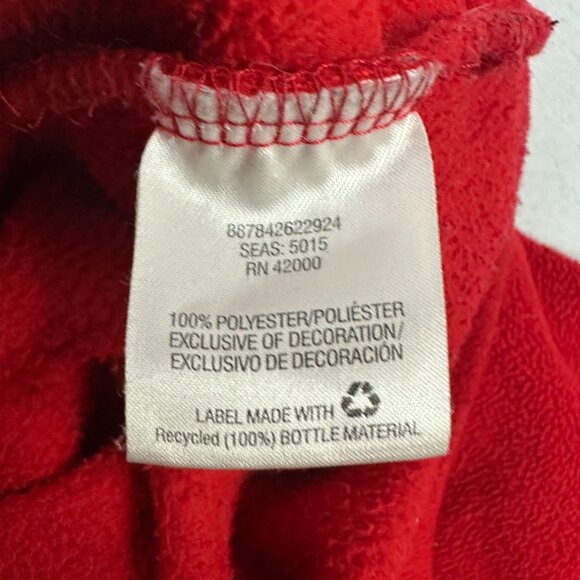 887842622924
SEAS: 5015
RN 42000
100% POLYESTER/POLIÉSTER
EXCLUSIVE OF DECORATION/
EXCLUSIVO DE DECORACIÓN
LABEL MADE WITH
Recycled (100%) BOTTLE MATERIAL